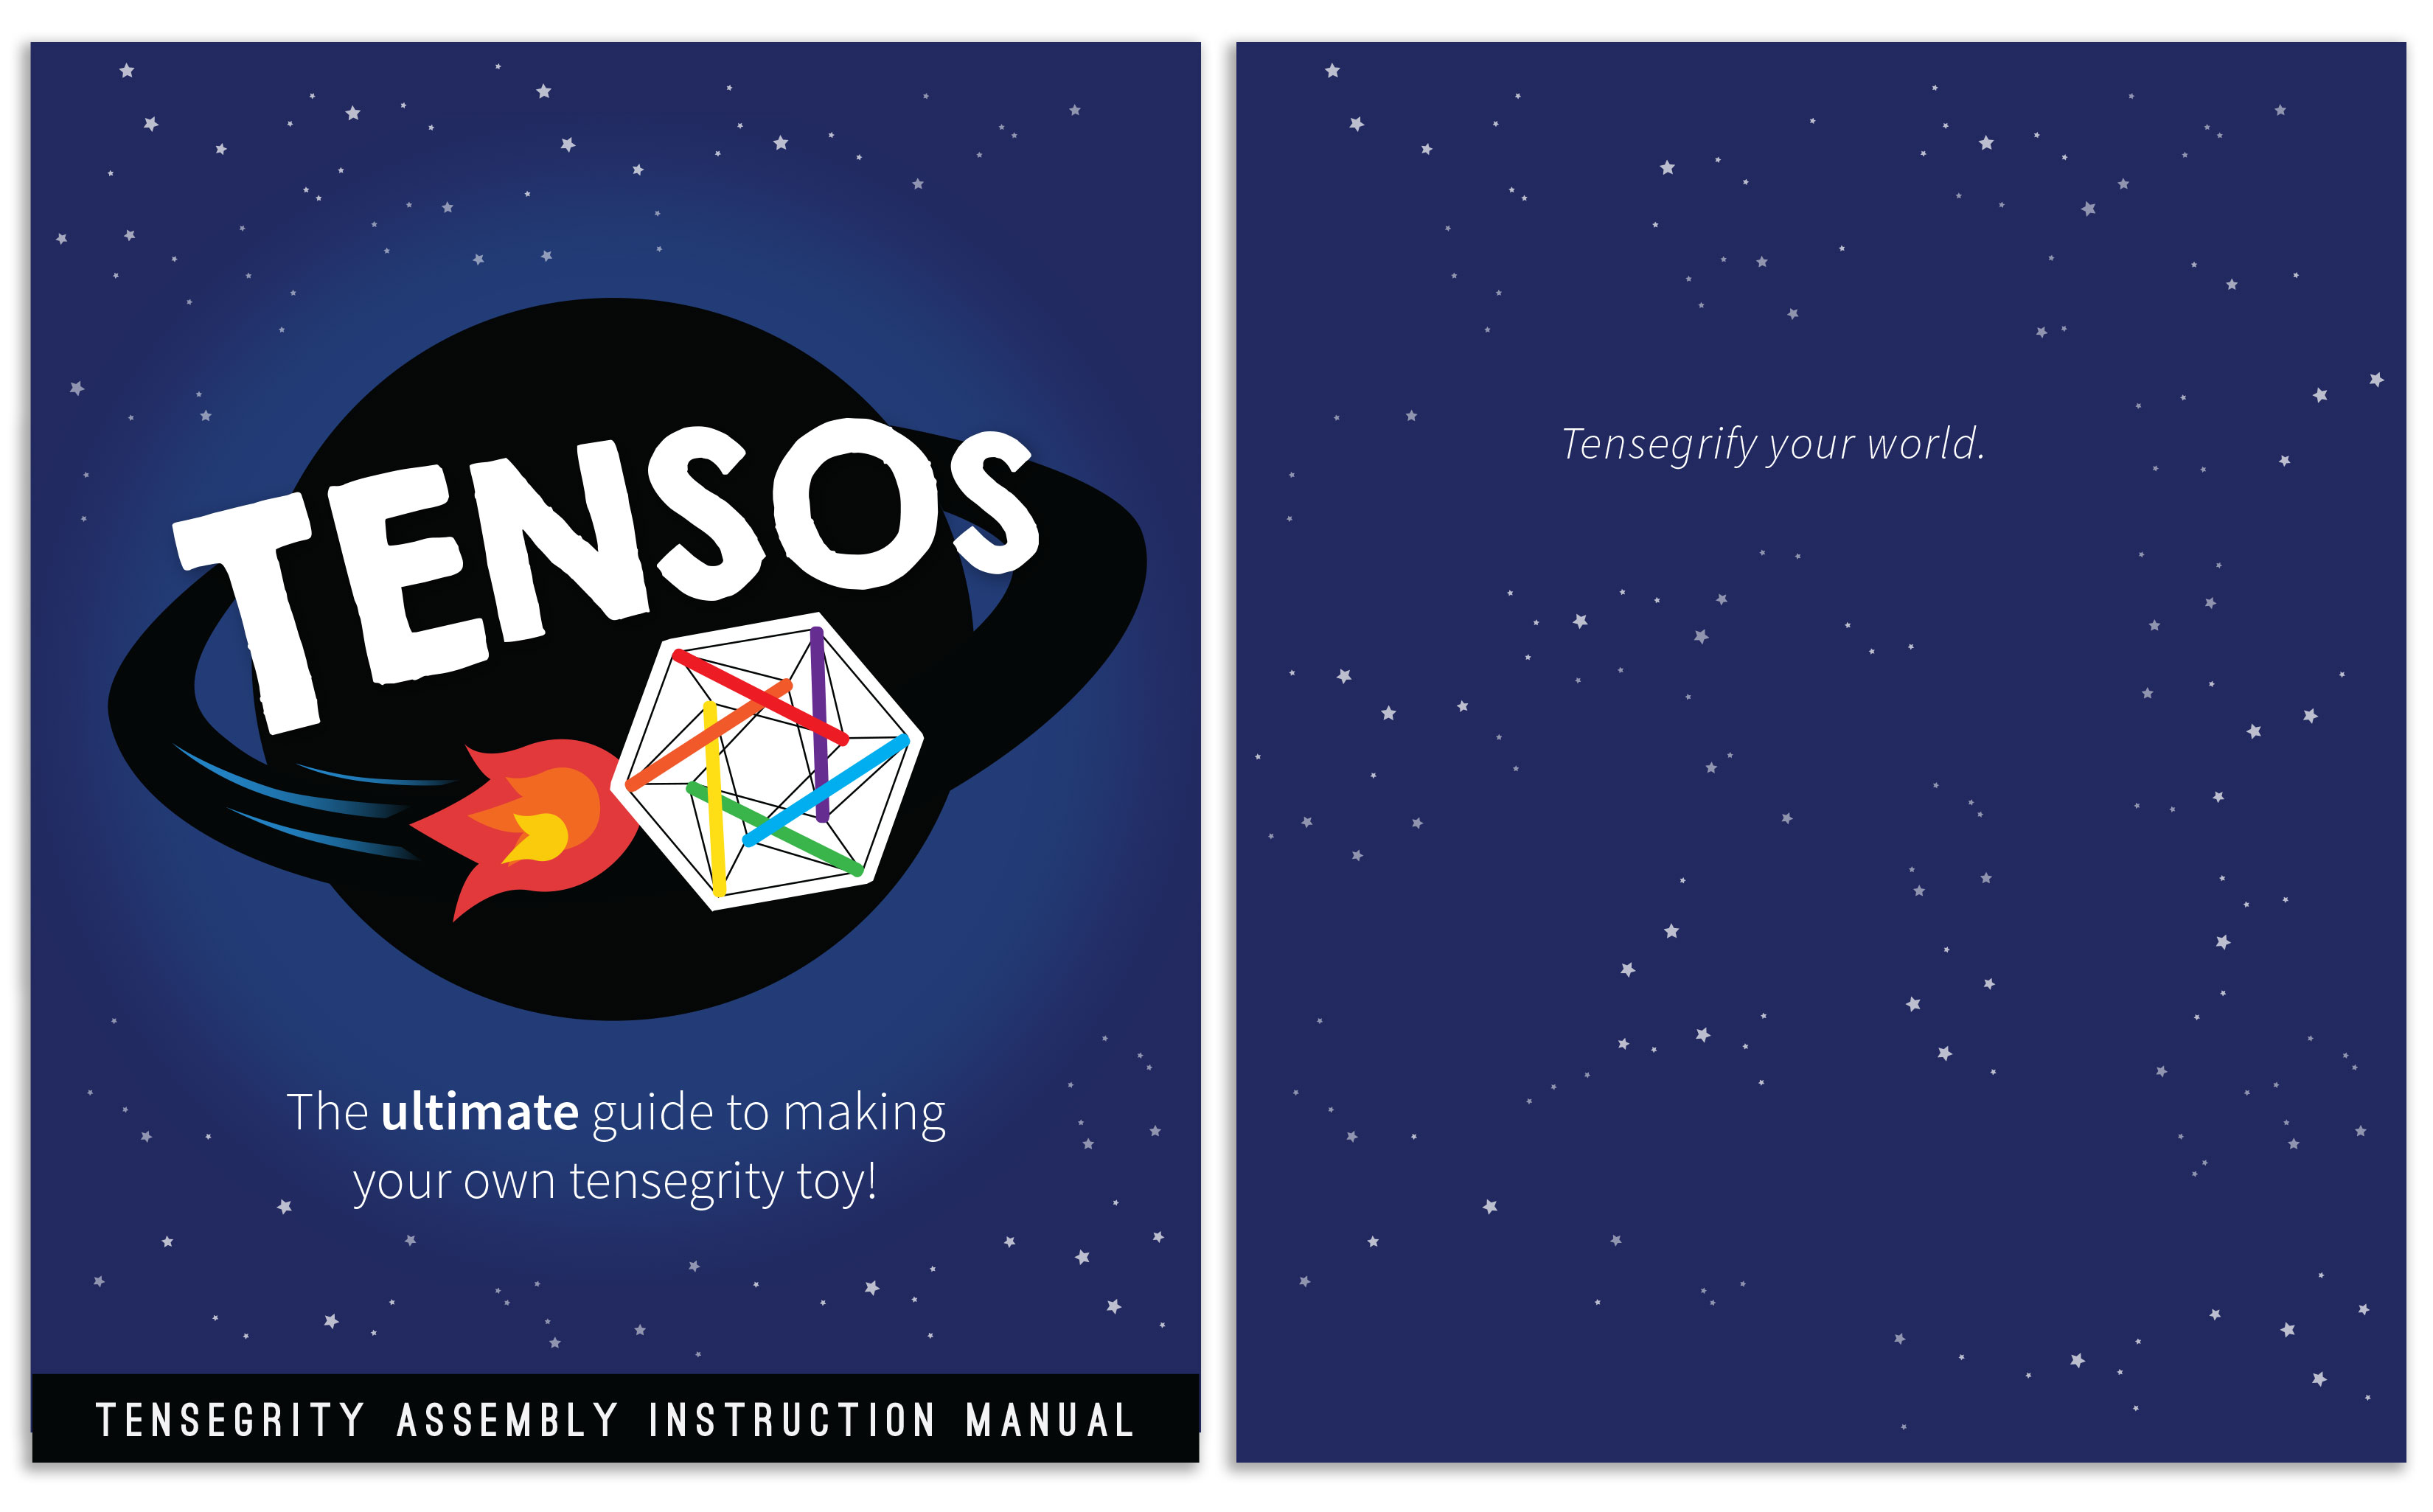 TENSOS
The ultimate guide to making
your own tensegrity toy!
TENSEGRITY ASSEMBLY INSTRUCTION MANUAL
Tensegrify your world.